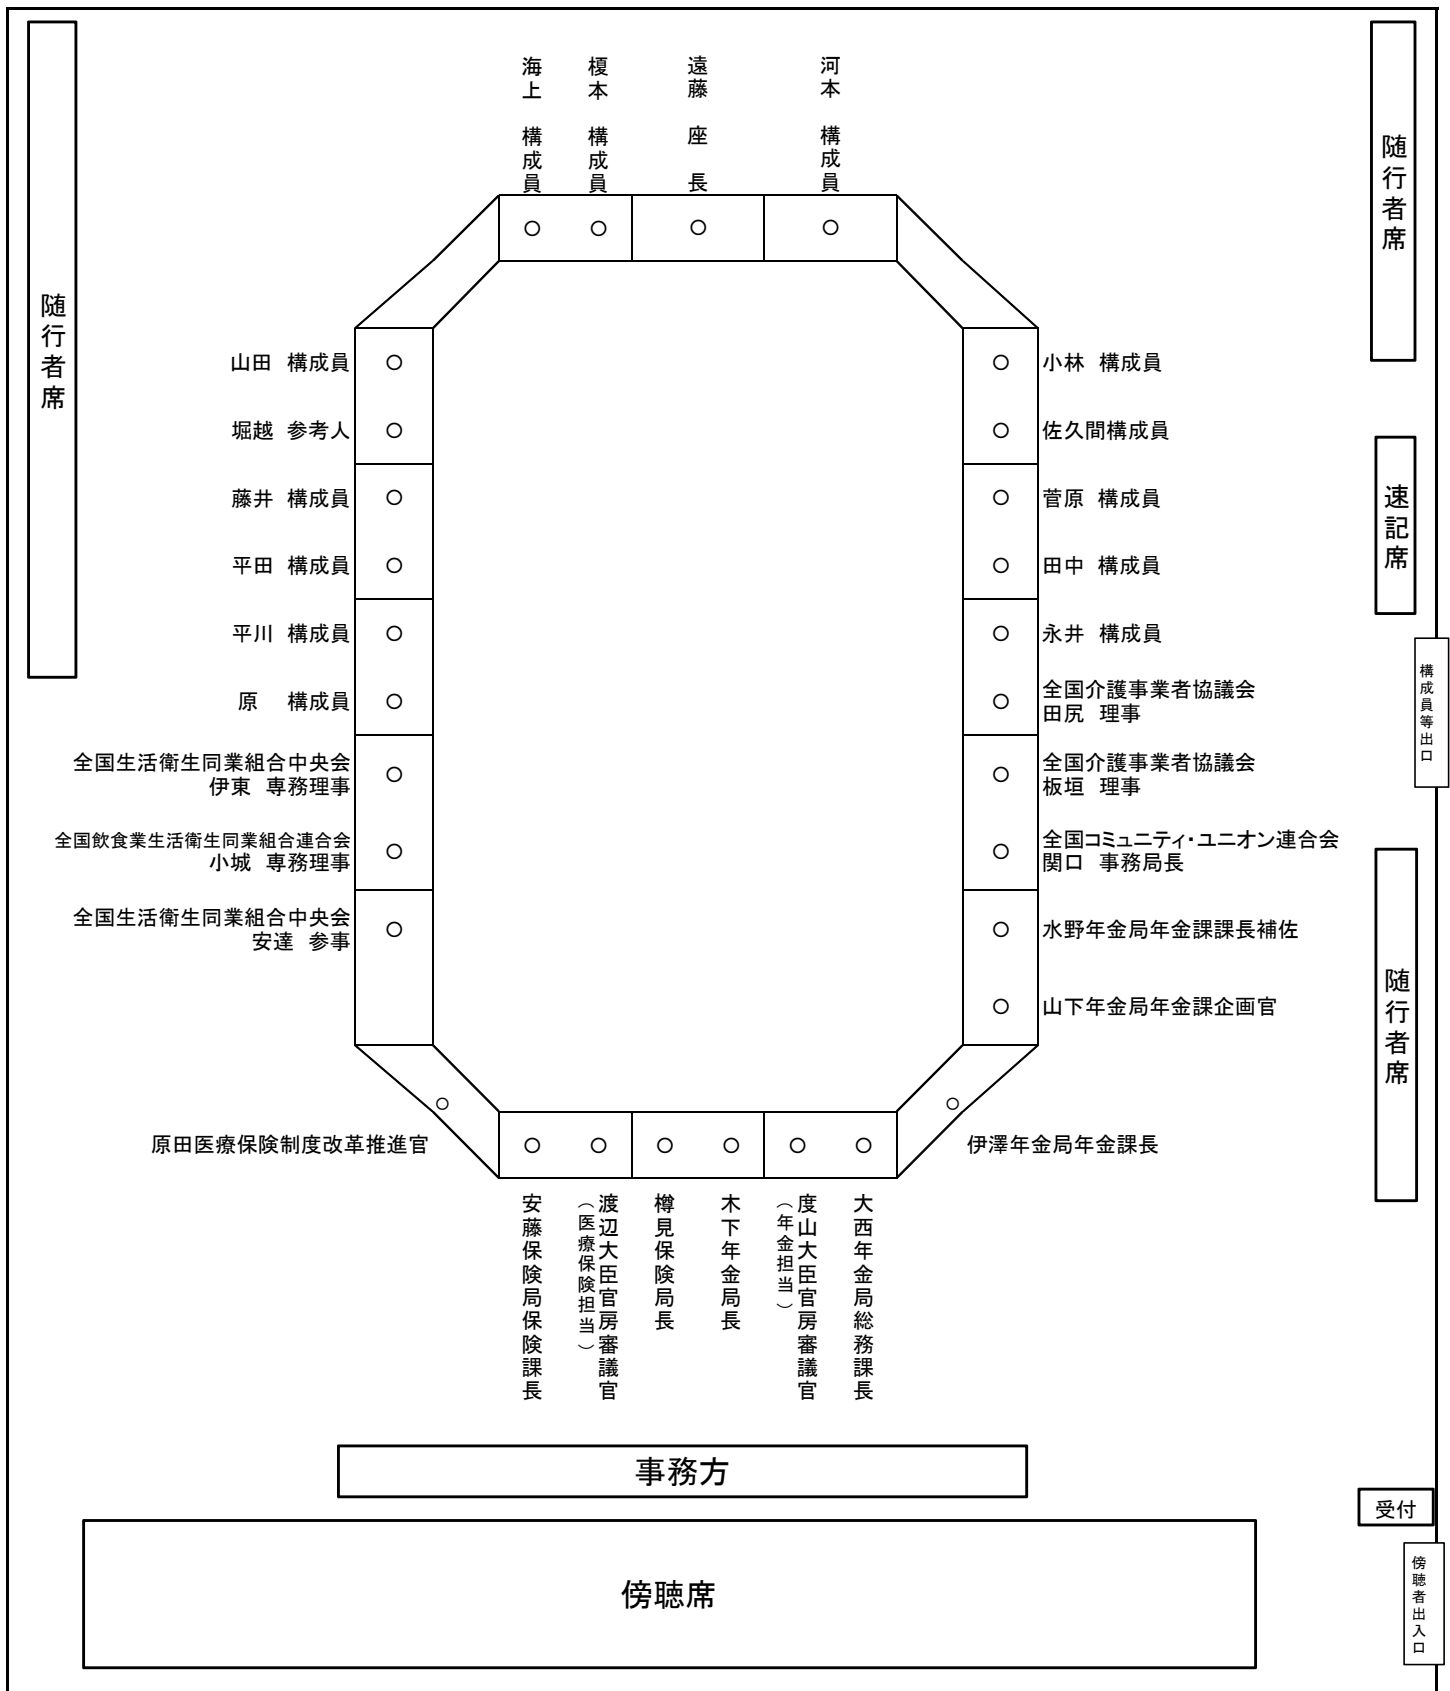 海上　構成員
榎本　構成員
遠藤　座　長
河本　構成員
随行者席
随行者席
山田　構成員
堀越　参考人
藤井　構成員
平田　構成員
平川　構成員
原　　構成員
全国生活衛生同業組合中央会
伊東　専務理事
全国飲食業生活衛生同業組合連合会
小城　専務理事
全国生活衛生同業組合中央会
安達　参事
小林　構成員
佐久間構成員
菅原　構成員
田中　構成員
永井　構成員
全国介護事業者協議会
田尻　理事
全国介護事業者協議会
板垣　理事
全国コミュニティ・ユニオン連合会
関口　事務局長
水野年金局年金課課長補佐
山下年金局年金課企画官
速記席
構成員等出口
随行者席
原田医療保険制度改革推進官
伊澤年金局年金課長
安藤保険局保険課長
渡辺大臣官房審議官
（医療保険担当）
樽見保険局長
木下年金局長
度山大臣官房審議官
（年金担当）
大西年金局総務課長
事務方
受付
傍聴席
傍聴者出入口